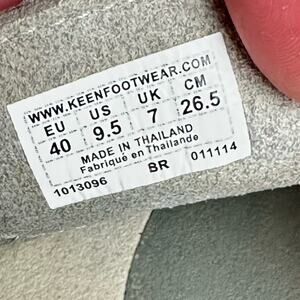 WWW.KEENFOOTWEAR.COM
EU US UK CM
40 9.5 7 26.5
MADE IN THAILAND
Fabriqué en Thaïlande
1013096 BR 011114